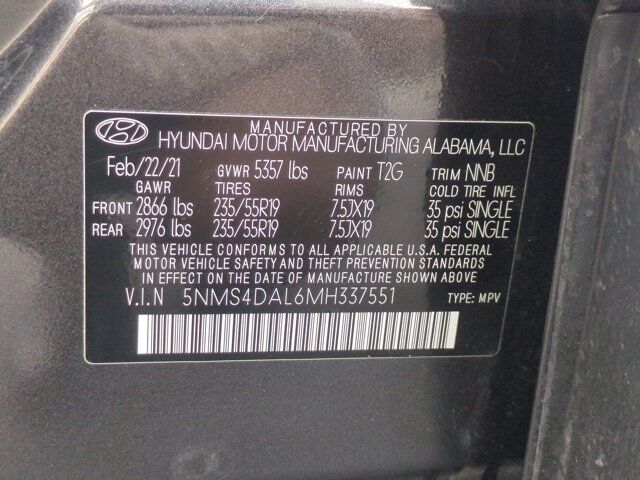 MANUFACTURED BY
HYUNDAI MOTOR MANUFACTURING ALABAMA, LLC
Feb/22/21 GVWR 5357 lbs PAINT T2G TRIM NNB
GAWR TIRES RIMS COLD TIRE INFL
FRONT 2866 lbs 235/55R19 7.5JX19 35 psi SINGLE
REAR 2976 lbs 235/55R19 7.5JX19 35 psi SINGLE
THIS VEHICLE CONFORMS TO ALL APPLICABLE U.S.A. FEDERAL
MOTOR VEHICLE SAFETY AND THEFT PREVENTION STANDARDS
IN EFFECT ON THE DATE OF MANUFACTURE SHOWN ABOVE
V.I.N 5NMS4DAL6MH337551 TYPE: MPV